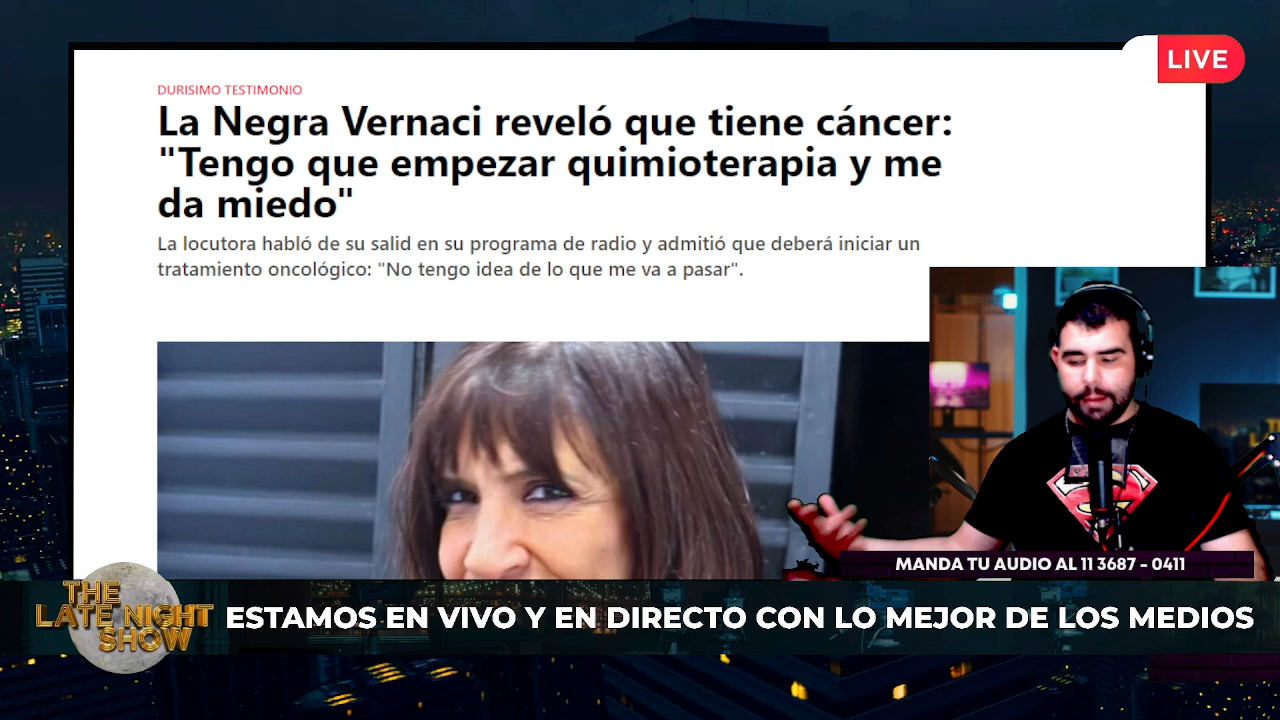 LIVE
DURISIMO TESTIMONIO
La Negra Vernaci reveló que tiene cáncer:
"Tengo que empezar quimioterapia y me
da miedo"
La locutora habló de su salid en su programa de radio y admitió que deberá iniciar un
tratamiento oncológico: "No tengo idea de lo que me va a pasar".
MANDA TU AUDIO AL 11 3687 - 0411
THE
LATE NIGHT
SHOW
ESTAMOS EN VIVO Y EN DIRECTO CON LO MEJOR DE LOS MEDIOS